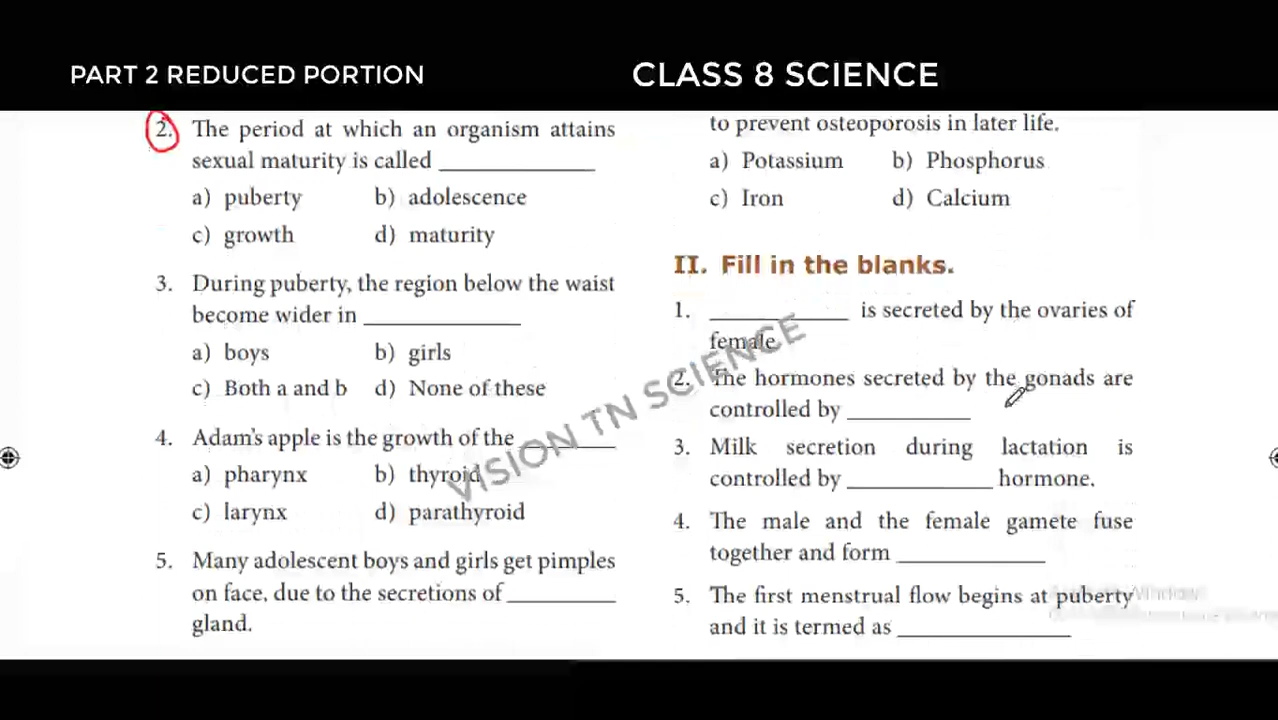 PART 2 REDUCED PORTION
CLASS 8 SCIENCE
2. The period at which an organism attains
sexual maturity is called ____________
a) puberty b) adolescence
c) growth d) maturity
3. During puberty, the region below the waist
become wider in ____________
a) boys b) girls
c) Both a and b d) None of these
4. Adam's apple is the growth of the ________
a) pharynx b) thyroid
c) larynx d) parathyroid
5. Many adolescent boys and girls get pimples
on face, due to the secretions of ________
gland.
to prevent osteoporosis in later life.
a) Potassium b) Phosphorus
c) Iron d) Calcium
II. Fill in the blanks.
1. ___________ is secreted by the ovaries of
female.
2. The hormones secreted by the gonads are
controlled by __________
3. Milk secretion during lactation is
controlled by ___________ hormone.
4. The male and the female gamete fuse
together and form ____________
5. The first menstrual flow begins at puberty
and it is termed as ____________
VISION TN SCIENCE